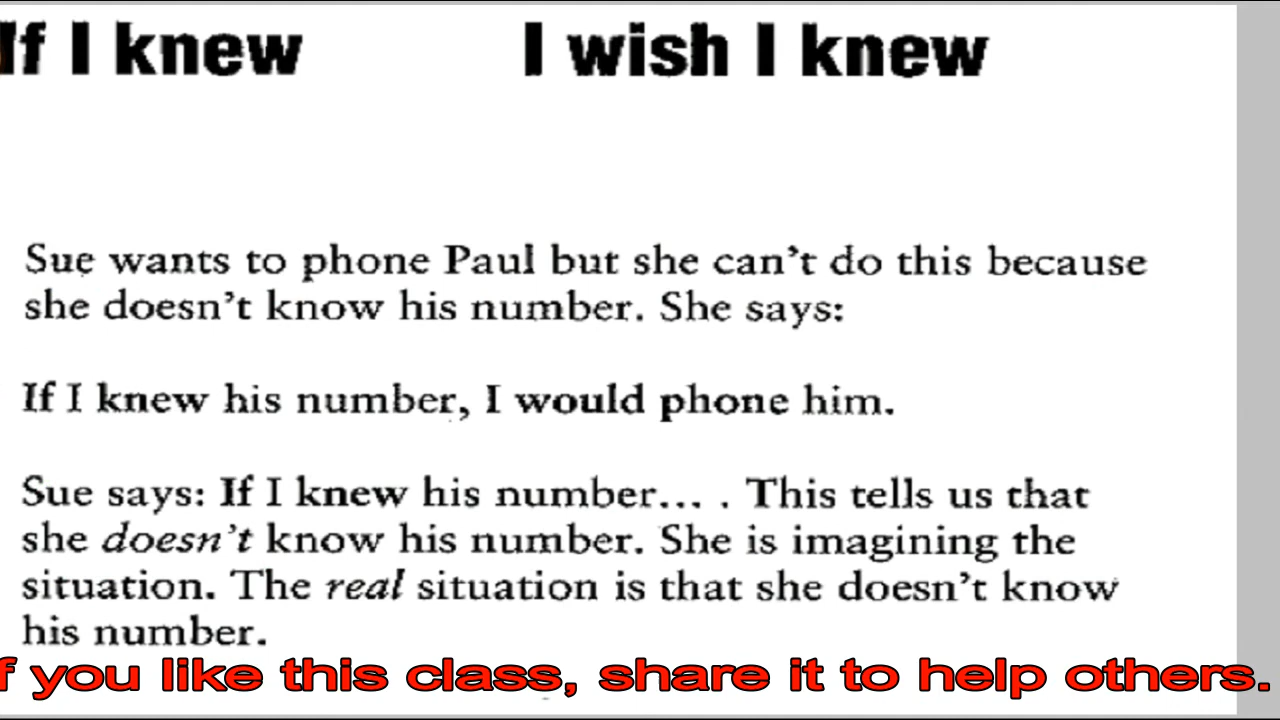 If I knew I wish I knew
Sue wants to phone Paul but she can't do this because
she doesn't know his number. She says:
If I knew his number, I would phone him.
Sue says: If I knew his number... . This tells us that
she doesn't know his number. She is imagining the
situation. The real situation is that she doesn't know
his number.
f you like this class, share it to help others.